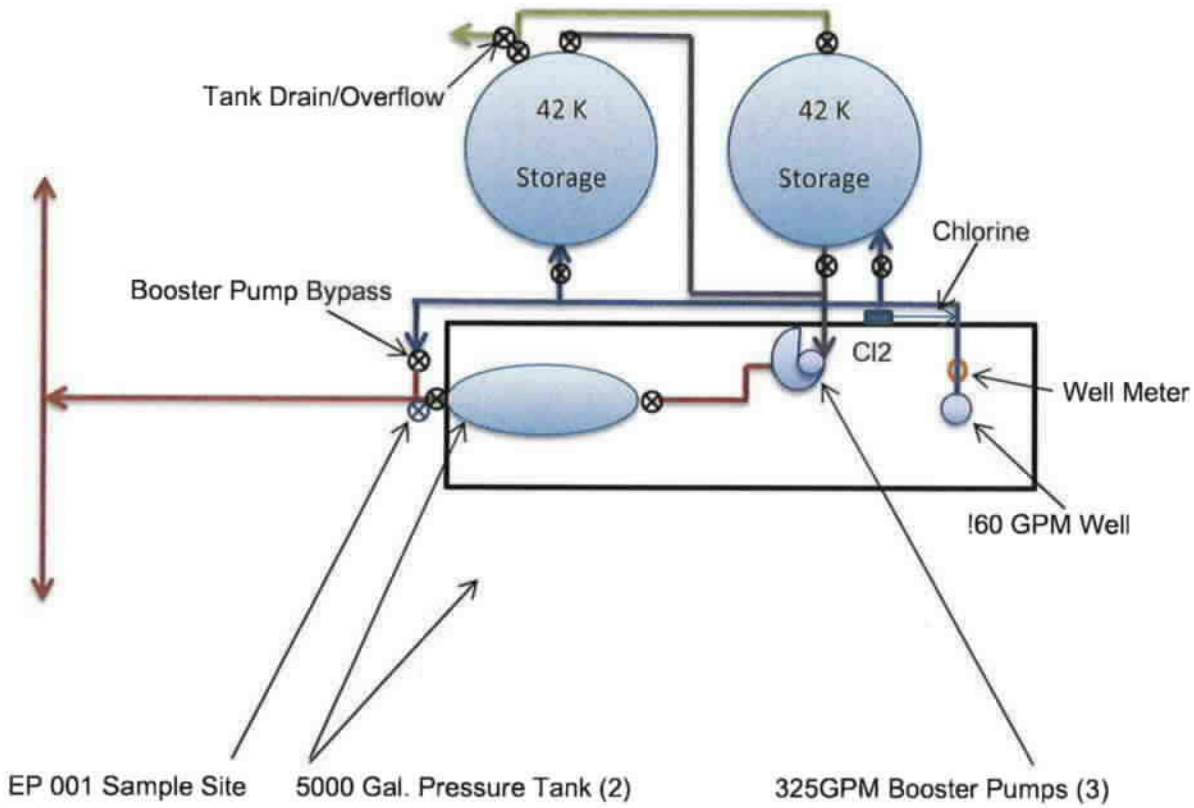 42 K
Storage
42 K
Storage
Tank Drain/Overflow
Chlorine
Booster Pump Bypass
Cl2
Well Meter
!60 GPM Well
EP 001 Sample Site
5000 Gal. Pressure Tank (2)
325GPM Booster Pumps (3)